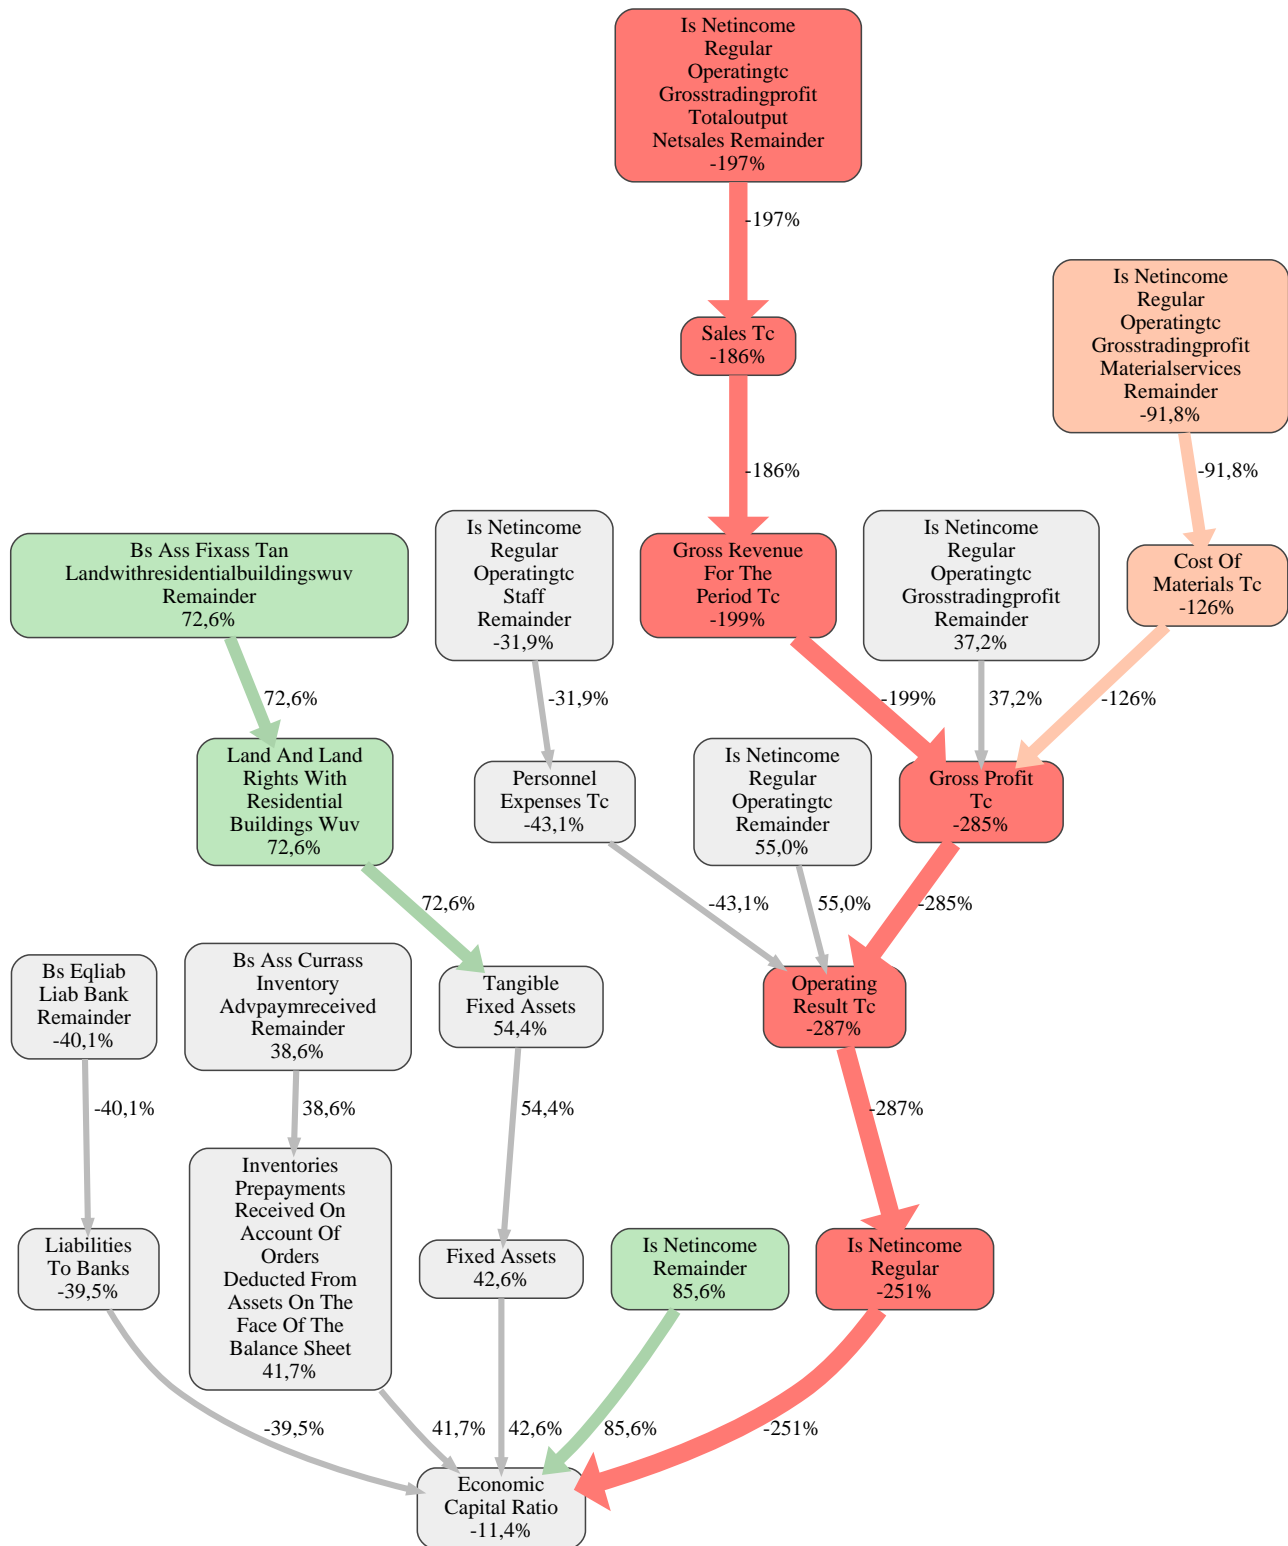 Is Netincome
Regular
Operatingtc
Grosstradingprofit
Totaloutput
Netsales Remainder
-197%
-197%
Is Netincome
Regular
Operatingtc
Grosstradingprofit
Materialservices
Remainder
-91,8%
Sales Tc
-186%
-186%
-91,8%
Bs Ass Fixass Tan
Landwithresidentialbuildingswuv
Remainder
72,6%
Is Netincome
Regular
Operatingtc
Staff
Remainder
-31,9%
Gross Revenue
For The
Period Tc
-199%
Is Netincome
Regular
Operatingtc
Grosstradingprofit
Remainder
37,2%
Cost Of
Materials Tc
-126%
72,6%
-31,9%
-199%
37,2%
-126%
Land And Land
Rights With
Residential
Buildings Wuv
72,6%
Personnel
Expenses Tc
-43,1%
Is Netincome
Regular
Operatingtc
Remainder
55,0%
Gross Profit
Tc
-285%
72,6%
-43,1%
55,0%
-285%
Bs Eqliab
Liab Bank
Remainder
-40,1%
Bs Ass Currass
Inventory
Advpaymreceived
Remainder
38,6%
Tangible
Fixed Assets
54,4%
Operating
Result Tc
-287%
-40,1%
38,6%
54,4%
-287%
Liabilities
To Banks
-39,5%
Inventories
Prepayments
Received On
Account Of
Orders
Deducted From
Assets On The
Face Of The
Balance Sheet
41,7%
Fixed Assets
42,6%
Is Netincome
Remainder
85,6%
Is Netincome
Regular
-251%
-39,5%
41,7%
42,6%
85,6%
-251%
Economic
Capital Ratio
-11,4%